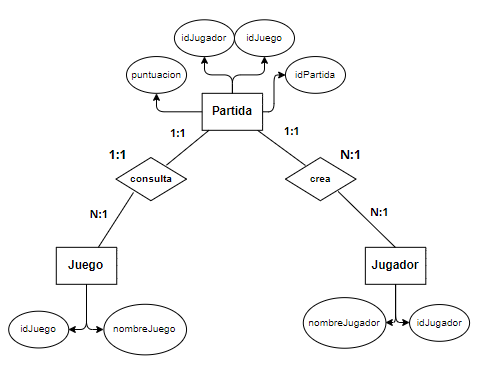 idJugador
idJuego
puntuacion
idPartida
Partida
1:1
1:1
1:1
N:1
consulta
crea
N:1
N:1
Juego
Jugador
idJuego
nombreJuego
nombreJugador
idJugador